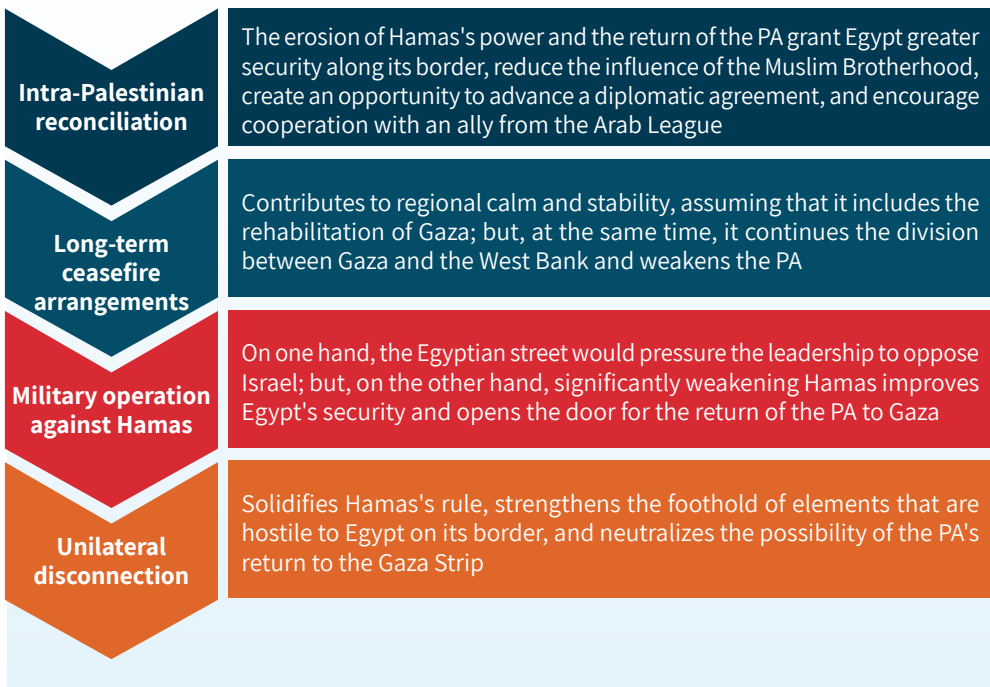 Intra-Palestinian
reconciliation
The erosion of Hamas's power and the return of the PA grant Egypt greater
security along its border, reduce the influence of the Muslim Brotherhood,
create an opportunity to advance a diplomatic agreement, and encourage
cooperation with an ally from the Arab League
Long-term
ceasefire
arrangements
Contributes to regional calm and stability, assuming that it includes the
rehabilitation of Gaza; but, at the same time, it continues the division
between Gaza and the West Bank and weakens the PA
Military operation
against Hamas
On one hand, the Egyptian street would pressure the leadership to oppose
Israel; but, on the other hand, significantly weakening Hamas improves
Egypt's security and opens the door for the return of the PA to Gaza
Unilateral
disconnection
Solidifies Hamas's rule, strengthens the foothold of elements that are
hostile to Egypt on its border, and neutralizes the possibility of the PA's
return to the Gaza Strip